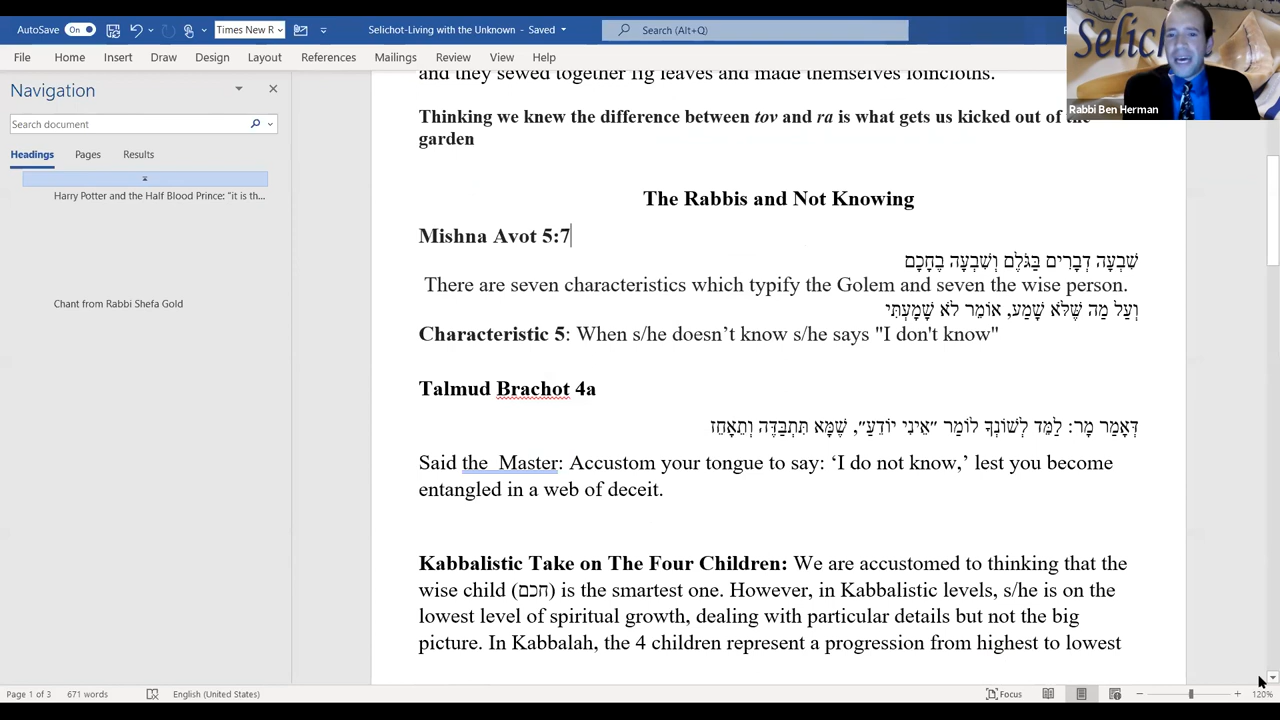 AutoSave On Times New R Selichot-Living with the Unknown - Saved Search (Alt+Q)
File Home Insert Draw Design Layout References Mailings Review View Help
Selich
Rabbi Ben Herman
Navigation
Search document
Headings Pages Results
Harry Potter and the Half Blood Prince: "it is th...
Chant from Rabbi Shefa Gold
and they sewed together fig leaves and made themselves loincloths.
Thinking we knew the difference between tov and ra is what gets us kicked out of the
garden
The Rabbis and Not Knowing
Mishna Avot 5:7
שִׁבְעָה דְבָרִים בַּגֹּלֶם וְשִׁבְעָה בֶחָכָם
There are seven characteristics which typify the Golem and seven the wise person.
וְעַל מַה שֶּׁלֹּא שָׁמַע, אוֹמֵר לֹא שָׁמָעְתִּי
Characteristic 5: When s/he doesn’t know s/he says "I don't know"
Talmud Brachot 4a
דְּאָמַר מָר: לַמֵּד לְשׁוֹנְךָ לוֹמַר ״אֵינִי יוֹדֵעַ״, שֶׁמָּא תִּתְבַּדֶּה וְתֵאָחֵז
Said the Master: Accustom your tongue to say: ‘I do not know,’ lest you become
entangled in a web of deceit.
Kabbalistic Take on The Four Children: We are accustomed to thinking that the
wise child (חכם) is the smartest one. However, in Kabbalistic levels, s/he is on the
lowest level of spiritual growth, dealing with particular details but not the big
picture. In Kabbalah, the 4 children represent a progression from highest to lowest
Page 1 of 3 671 words English (United States) Focus 120%